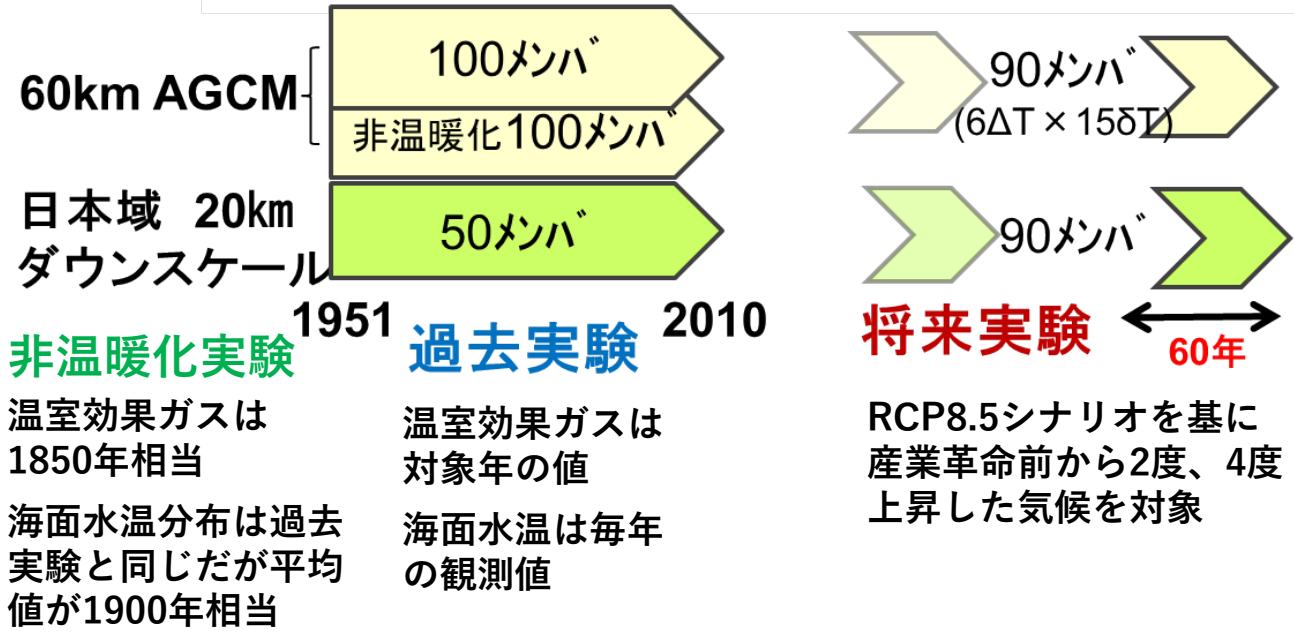 60km AGCM
100ﾒﾝﾊﾞ
非温暖化100ﾒﾝﾊﾞ
90ﾒﾝﾊﾞ
(6ΔT × 15δT)
日本域 20㎞
ダウンスケール
50ﾒﾝﾊﾞ
90ﾒﾝﾊﾞ
1951
2010
非温暖化実験
過去実験
将来実験
60年
温室効果ガスは
1850年相当
海面水温分布は過去
実験と同じだが平均
値が1900年相当
温室効果ガスは
対象年の値
海面水温は毎年
の観測値
RCP8.5シナリオを基に
産業革命前から2度、4度
上昇した気候を対象